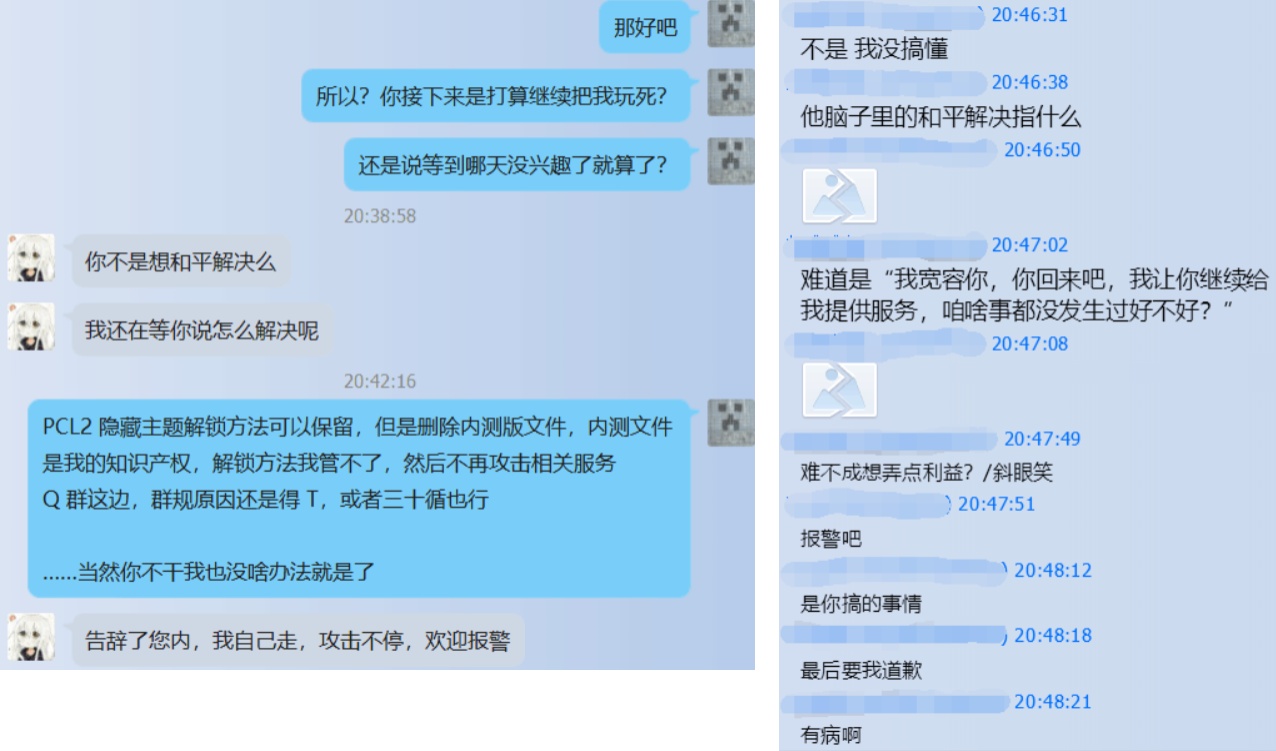 那好吧
所以？你接下来是打算继续把我玩死？
还是说等到哪天没兴趣了就算了？
20:38:58
你不是想和平解决么
我还在等你说怎么解决呢
20:42:16
PCL2 隐藏主题解锁方法可以保留，但是删除内测版文件，内测文件
是我的知识产权，解锁方法我管不了，然后不再攻击相关服务
Q 群这边，群规原因还是得 T，或者三十循也行
……当然你不干我也没啥办法就是了
告辞了您内，我自己走，攻击不停，欢迎报警
20:46:31
不是 我没搞懂
20:46:38
他脑子里的和平解决指什么
20:46:50
20:47:02
难道是“我宽容你，你回来吧，我让你继续给
我提供服务，咱啥事都没发生过好不好？”
20:47:08
20:47:49
难不成想弄点利益？/斜眼笑
) 20:47:51
报警吧
) 20:48:12
是你搞的事情
) 20:48:18
最后要我道歉
20:48:21
有病啊